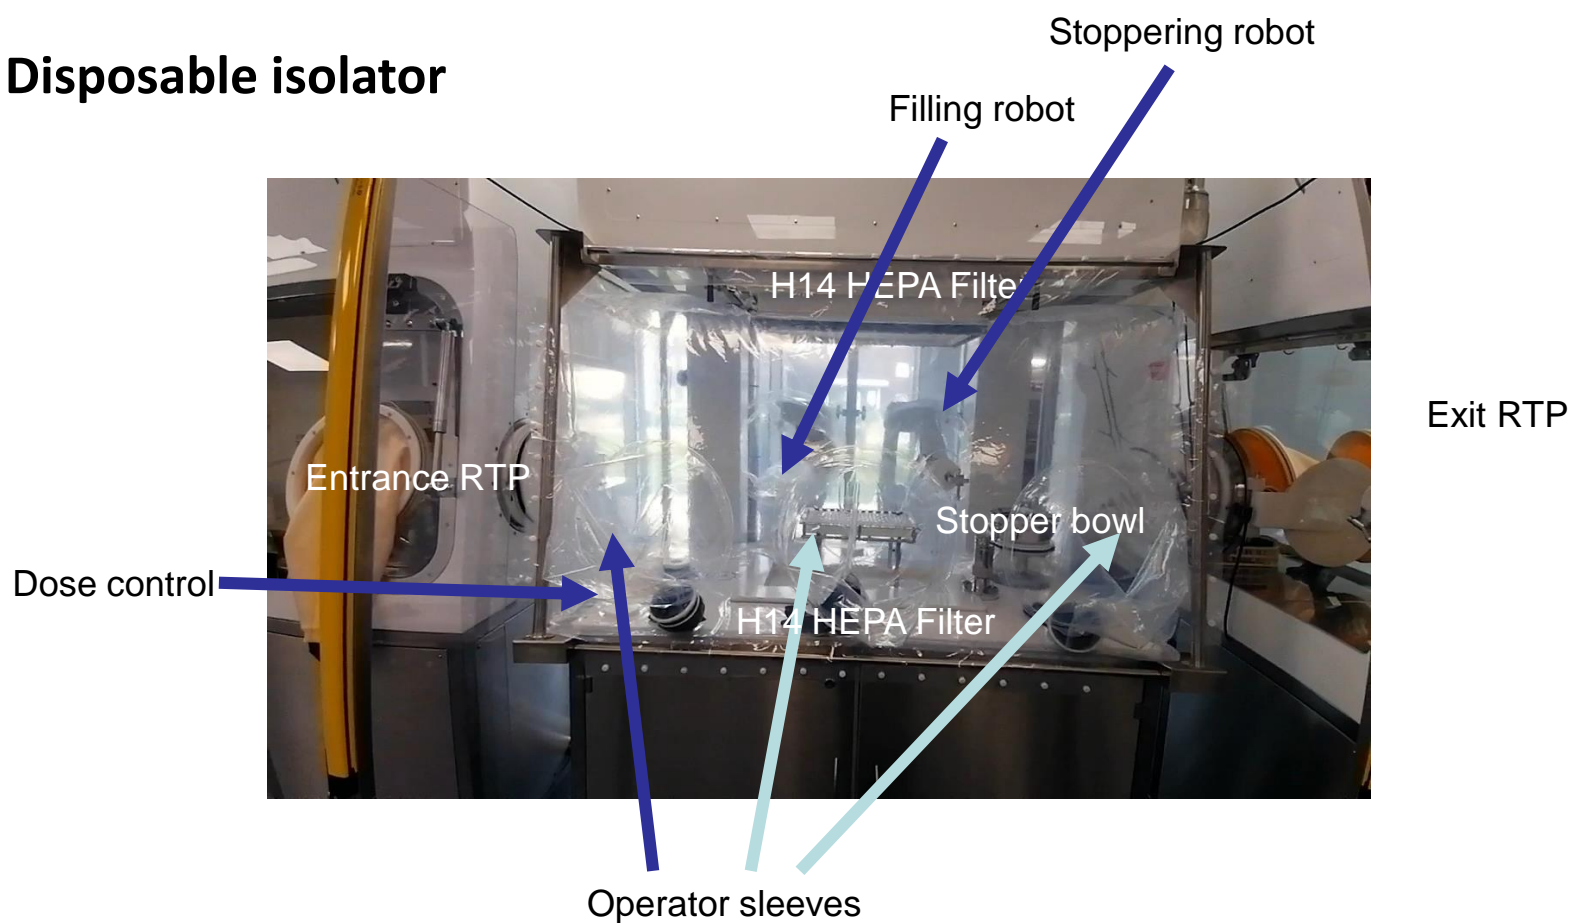 Stoppering robot
Disposable isolator
Filling robot
H14 HEPA Filter
Exit RTP
Entrance RTP
Stopper bowl
Dose control
H14 HEPA Filter
Operator sleeves